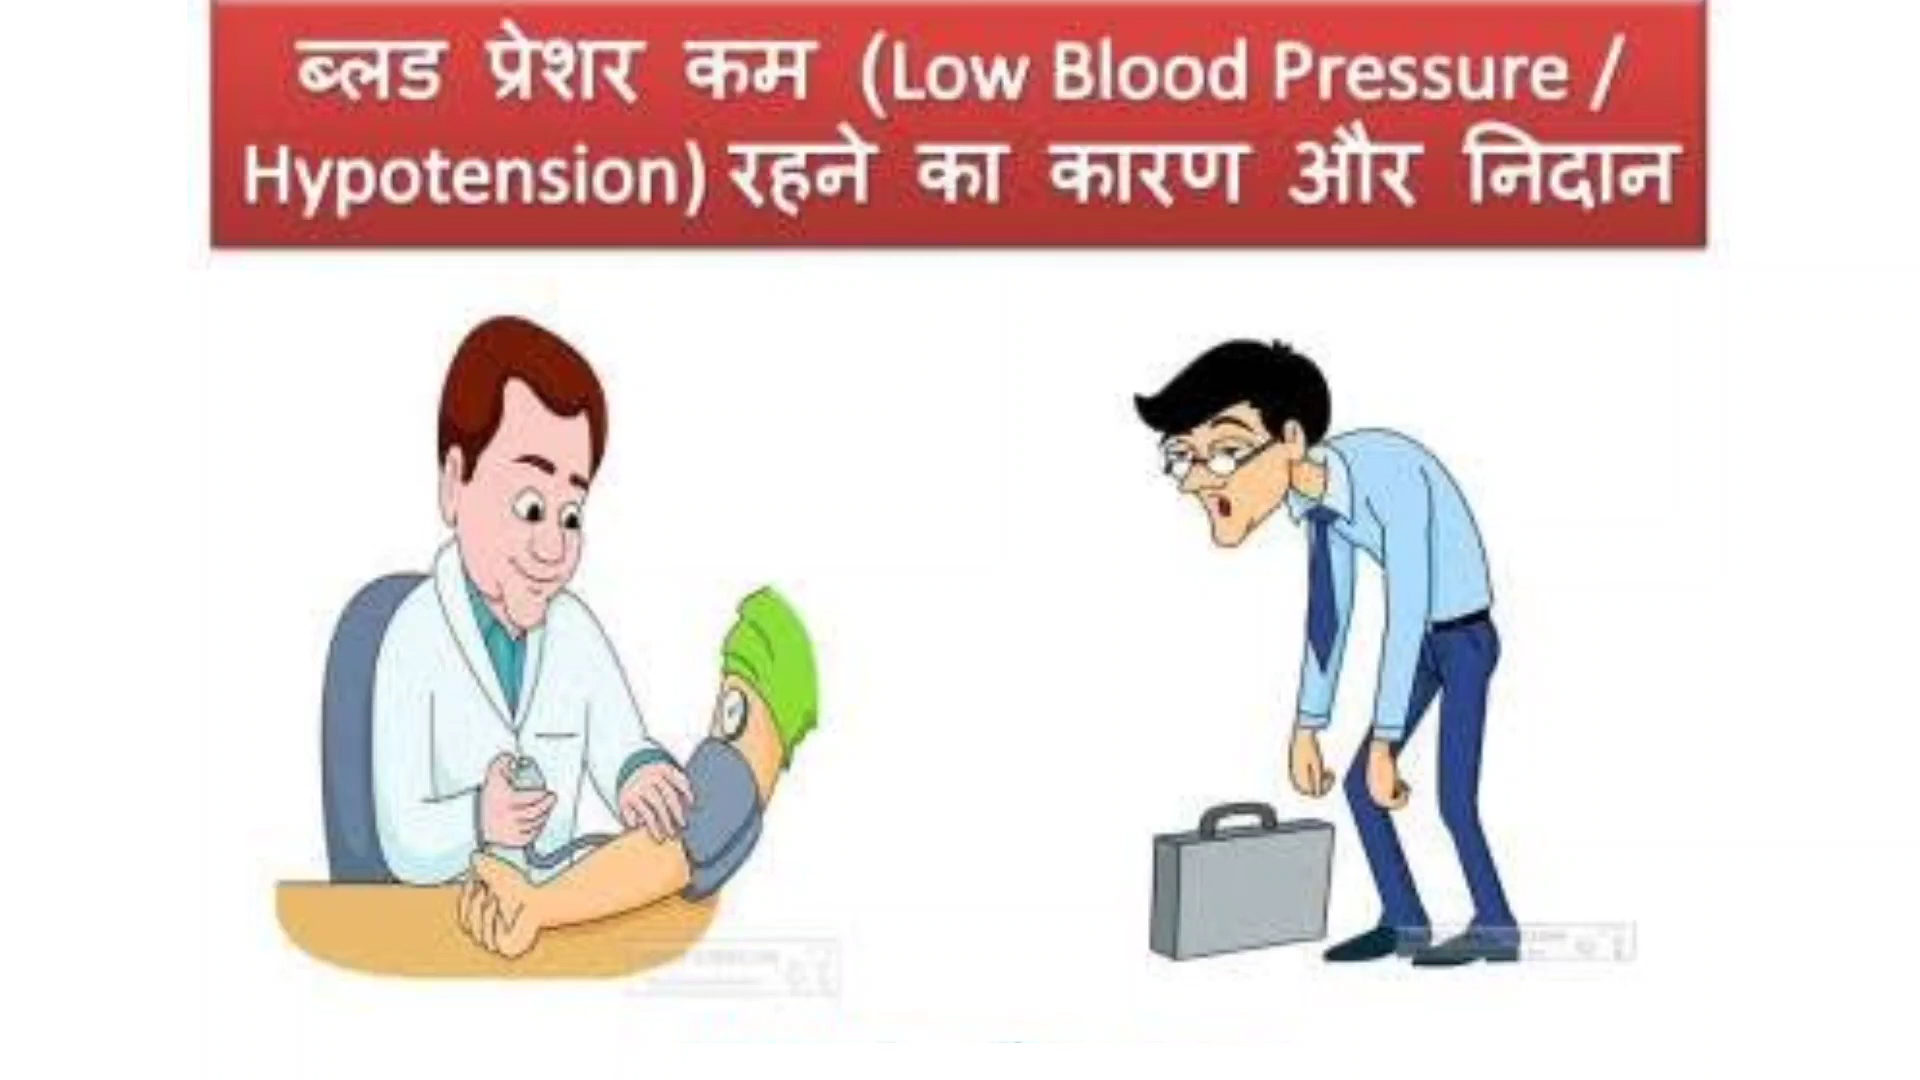 ब्लड प्रेशर कम (Low Blood Pressure /
Hypotension) रहने का कारण और निदान